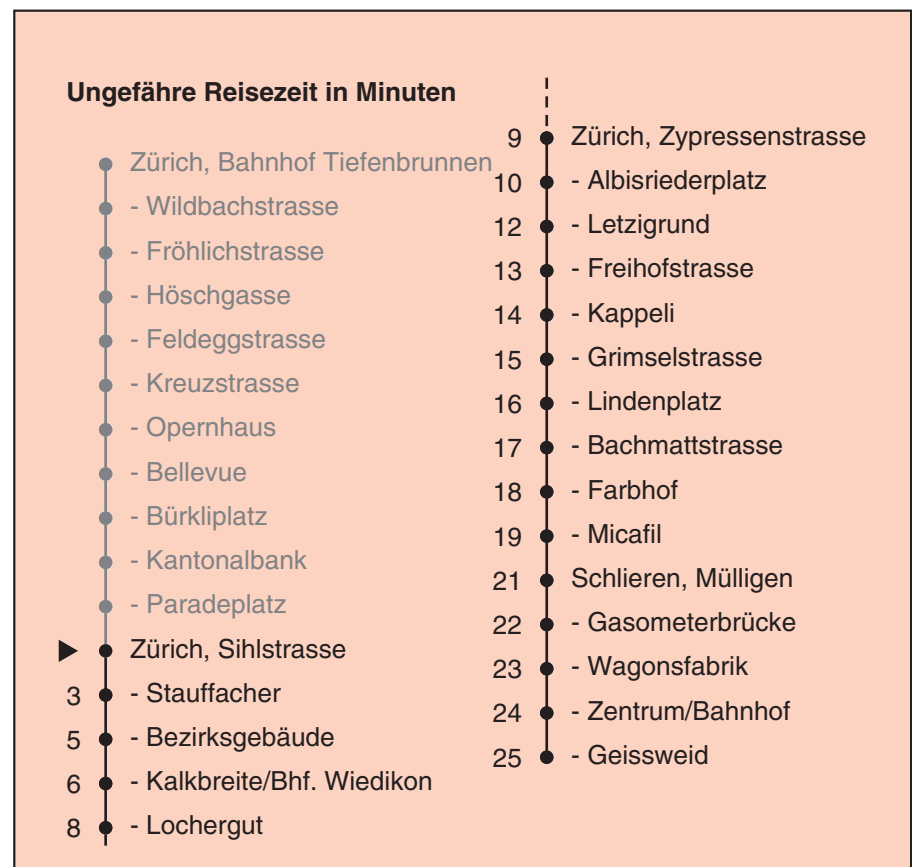 Ungefähre Reisezeit in Minuten
Zürich, Bahnhof Tiefenbrunnen
- Wildbachstrasse
- Fröhlichstrasse
- Höschgasse
- Feldeggstrasse
- Kreuzstrasse
- Opernhaus
- Bellevue
- Bürkliplatz
- Kantonalbank
- Paradeplatz
Zürich, Sihlstrasse
3 - Stauffacher
5 - Bezirksgebäude
6 - Kalkbreite/Bhf. Wiedikon
8 - Lochergut
9 Zürich, Zypressenstrasse
10 - Albisriederplatz
12 - Letzigrund
13 - Freihofstrasse
14 - Kappeli
15 - Grimselstrasse
16 - Lindenplatz
17 - Bachmattstrasse
18 - Farbhof
19 - Micafil
21 Schlieren, Mülligen
22 - Gasometerbrücke
23 - Wagonsfabrik
24 - Zentrum/Bahnhof
25 - Geissweid